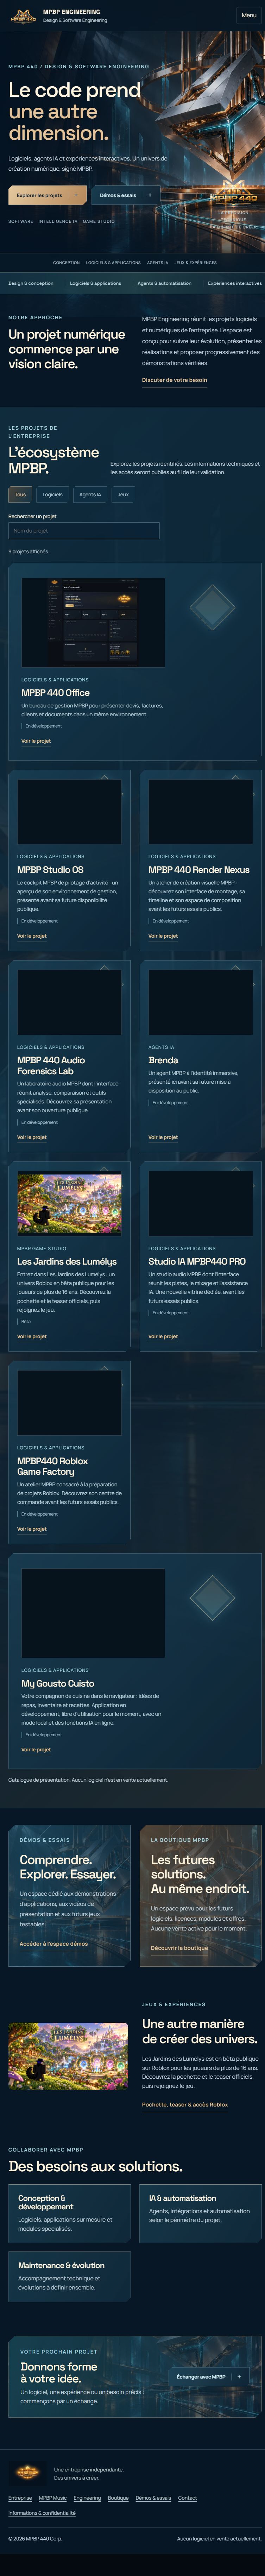 MPBP ENGINEERING
Design & Software Engineering
Menu
MPBP 440 / DESIGN & SOFTWARE ENGINEERING
Le code prend
une autre
dimension.
Logiciels, agents IA et expériences interactives. Un univers de
création numérique, signé MPBP.
Explorer les projets +
Démos & essais +
SOFTWARE INTELLIGENCE IA GAME STUDIO
MPBP440
CONCEPTION LOGICIELS & APPLICATIONS AGENTS IA JEUX & EXPÉRIENCES
Design & conception
Logiciels & applications
Agents & automatisation
Expériences interactives
NOTRE APPROCHE
Un projet numérique
commence par une
vision claire.
MPBP Engineering réunit les projets logiciels
et numériques de l'entreprise. L'espace est
conçu pour suivre leur évolution, présenter les
réalisations et proposer progressivement des
démonstrations vérifiées.
Discuter de votre besoin
LES PROJETS DE
L'ENTREPRISE
L'écosystème
MPBP.
Explorez les projets identifiés. Les informations techniques et
les accès seront publiés au fil de leur validation.
Tous
Logiciels
Agents IA
Jeux
Rechercher un projet
Nom du projet
9 projets affichés
LOGICIELS & APPLICATIONS
MPBP 440 Office
Un bureau de gestion MPBP pour présenter devis, factures,
clients et documents dans un même environnement.
En développement
Voir le projet
LOGICIELS & APPLICATIONS
MPBP Studio OS
Le cockpit MPBP de pilotage d'activité : un
aperçu de son environnement de gestion,
présenté avant sa future disponibilité
publique.
En développement
Voir le projet
LOGICIELS & APPLICATIONS
MPBP 440 Render Nexus
Un atelier de création visuelle MPBP :
découvrez son interface de montage, sa
timeline et son espace de composition
avant les futurs essais publics.
En développement
Voir le projet
LOGICIELS & APPLICATIONS
MPBP 440 Audio
Forensics Lab
Un laboratoire audio MPBP dont l'interface
réunit analyse, comparaison et outils
spécialisés. Découvrez sa présentation
avant son ouverture publique.
En développement
Voir le projet
AGENTS IA
Brenda
Un agent MPBP à l'identité immersive,
présenté ici avant sa future mise à
disposition au public.
En développement
Voir le projet
LES JARDINS
LUMÉLYS
MPBP GAME STUDIO
Les Jardins des Lumélys
Entrez dans Les Jardins des Lumélys : un
univers Roblox en bêta publique pour les
joueurs de plus de 16 ans. Découvrez la
pochette et le teaser officiels, puis
rejoignez le jeu.
Bêta
Voir le projet
LOGICIELS & APPLICATIONS
Studio IA MPBP440 PRO
Un studio audio MPBP dont l'interface
réunit les pistes, le mixage et l'assistance
IA. Une nouvelle vitrine dédiée, avant les
futurs essais publics.
En développement
Voir le projet
LOGICIELS & APPLICATIONS
MPBP440 Roblox
Game Factory
Un atelier MPBP consacré à la préparation
de projets Roblox. Découvrez son centre de
commande avant les futurs essais publics.
En développement
Voir le projet
LOGICIELS & APPLICATIONS
My Gousto Cuisto
Votre compagnon de cuisine dans le navigateur : idées de
repas, inventaire et recettes. Application en
développement, libre d'utilisation pour le moment, avec un
mode local et des fonctions IA en ligne.
En développement
Voir le projet
Catalogue de présentation. Aucun logiciel n'est en vente actuellement.
DÉMOS & ESSAIS
Comprendre.
Explorer. Essayer.
Un espace dédié aux démonstrations
d'applications, aux vidéos de
présentation et aux futurs jeux
testables.
Accéder à l'espace démos
LA BOUTIQUE MPBP
Les futures
solutions.
Au même endroit.
Un espace prévu pour les futurs
logiciels, licences, modules et offres.
Aucune vente active pour le moment.
Découvrir la boutique
LES JARDINS
LUMÉLYS
JEUX & EXPÉRIENCES
Une autre manière
de créer des univers.
Les Jardins des Lumélys est en bêta publique
sur Roblox pour les joueurs de plus de 16 ans.
Découvrez la pochette et le teaser officiels,
puis rejoignez le jeu.
Pochette, teaser & accès Roblox
COLLABORER AVEC MPBP
Des besoins aux solutions.
Conception &
développement
Logiciels, applications sur mesure et
modules spécialisés.
IA & automatisation
Agents, intégrations et automatisation
selon le périmètre du projet.
Maintenance & évolution
Accompagnement technique et
évolutions à définir ensemble.
VOTRE PROCHAIN PROJET
Donnons forme
à votre idée.
Un logiciel, une expérience ou un besoin précis :
commençons par un échange.
Échanger avec MPBP +
Une entreprise indépendante.
Des univers à créer.
Entreprise MPBP Music Engineering Boutique Démos & essais Contact
Informations & confidentialité
© 2026 MPBP 440 Corp.
Aucun logiciel en vente actuellement.